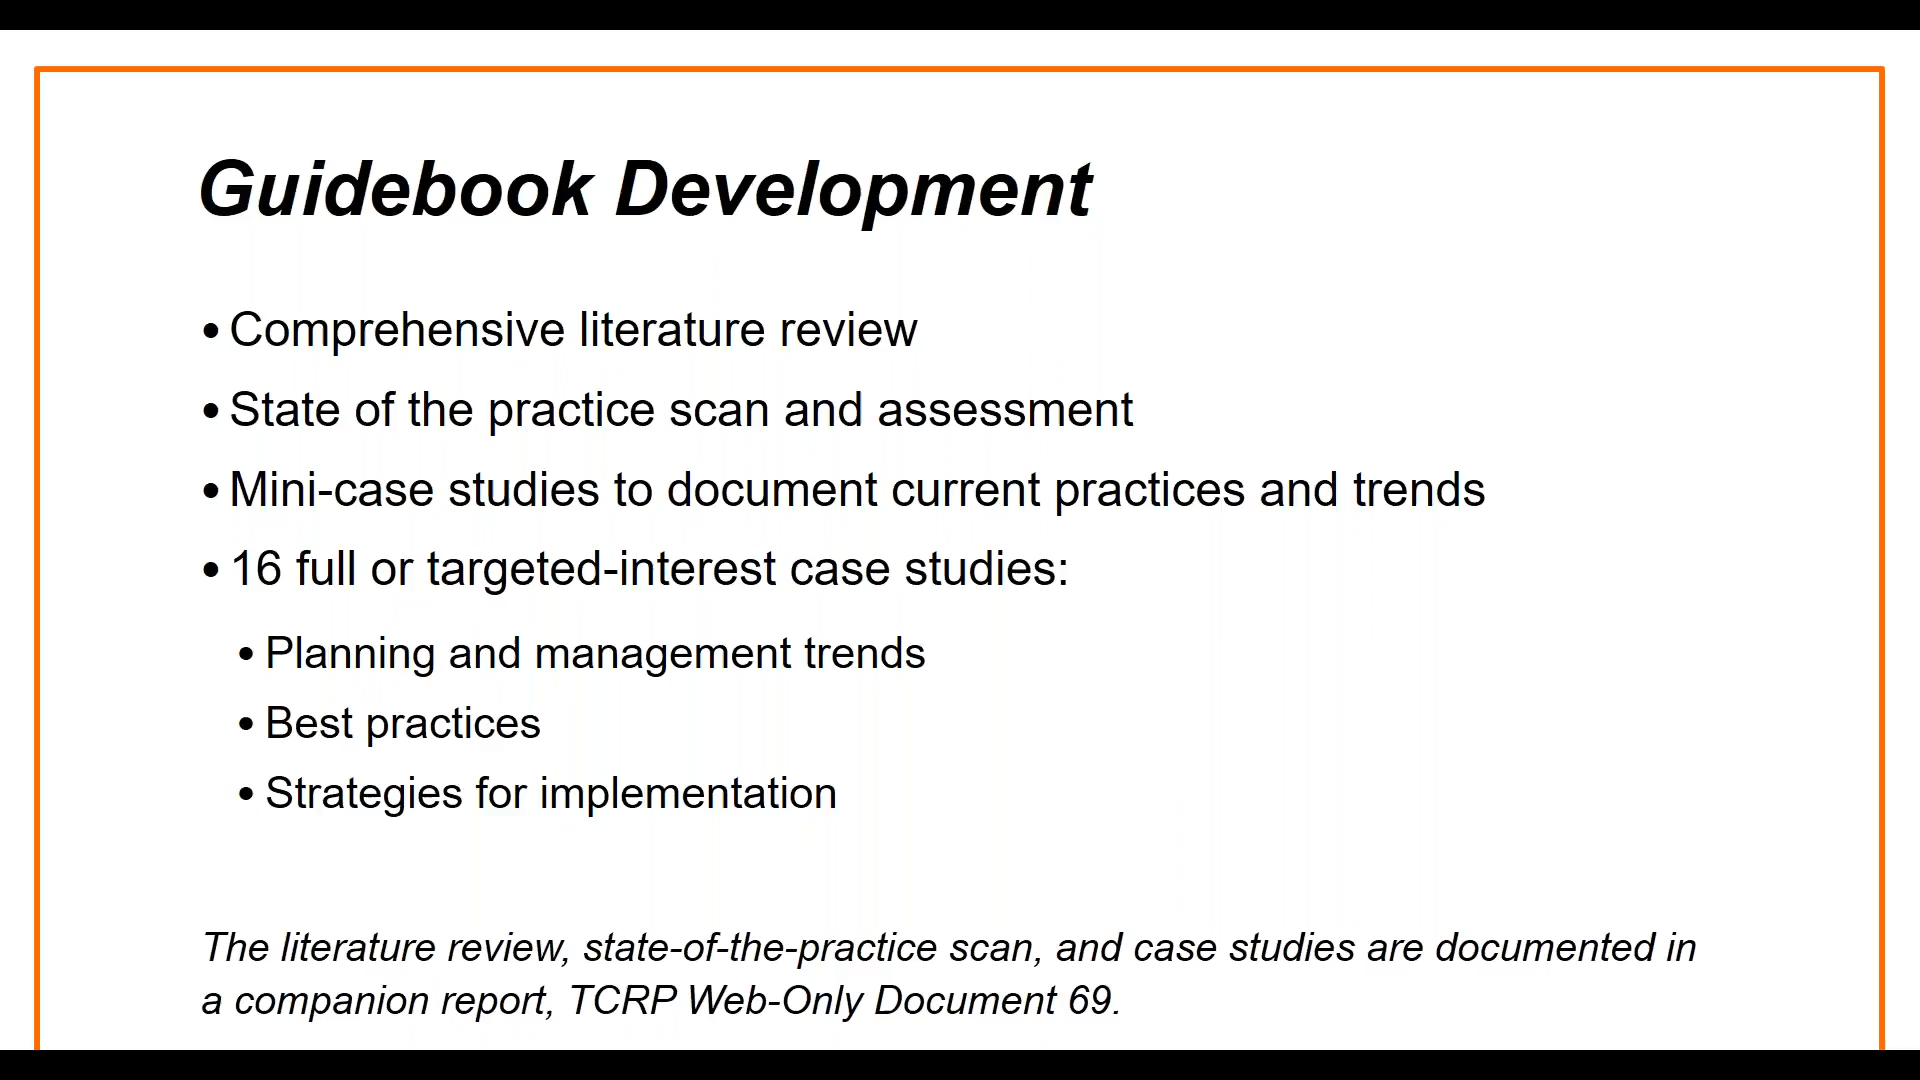 Guidebook Development
• Comprehensive literature review
• State of the practice scan and assessment
• Mini-case studies to document current practices and trends
• 16 full or targeted-interest case studies:
• Planning and management trends
• Best practices
• Strategies for implementation
The literature review, state-of-the-practice scan, and case studies are documented in
a companion report, TCRP Web-Only Document 69.